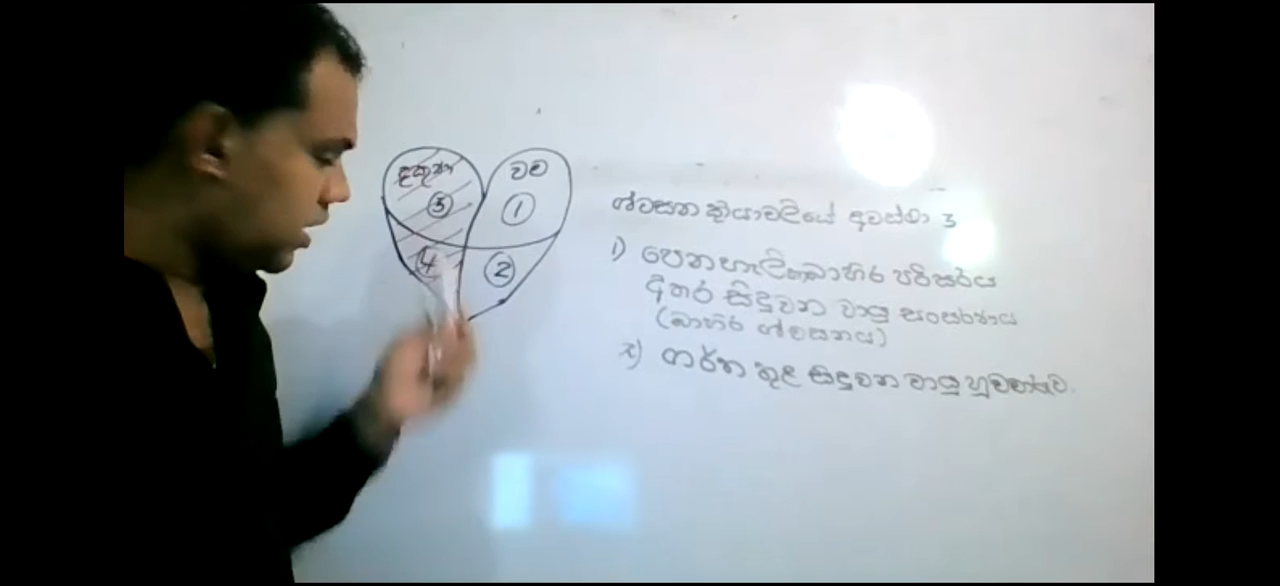 දකුණ
වම
3
1
4
2
ශ්වසන ක්‍රියාවලියේ අවස්ථා 3
1) පෙනහැලි බාහිර පරිසරය
අතර සිදුවන වායු සංසරණය
(බාහිර ශ්වසනය)
2) ගර්ත තුළ සිදුවන වායු හුවමාරුව.